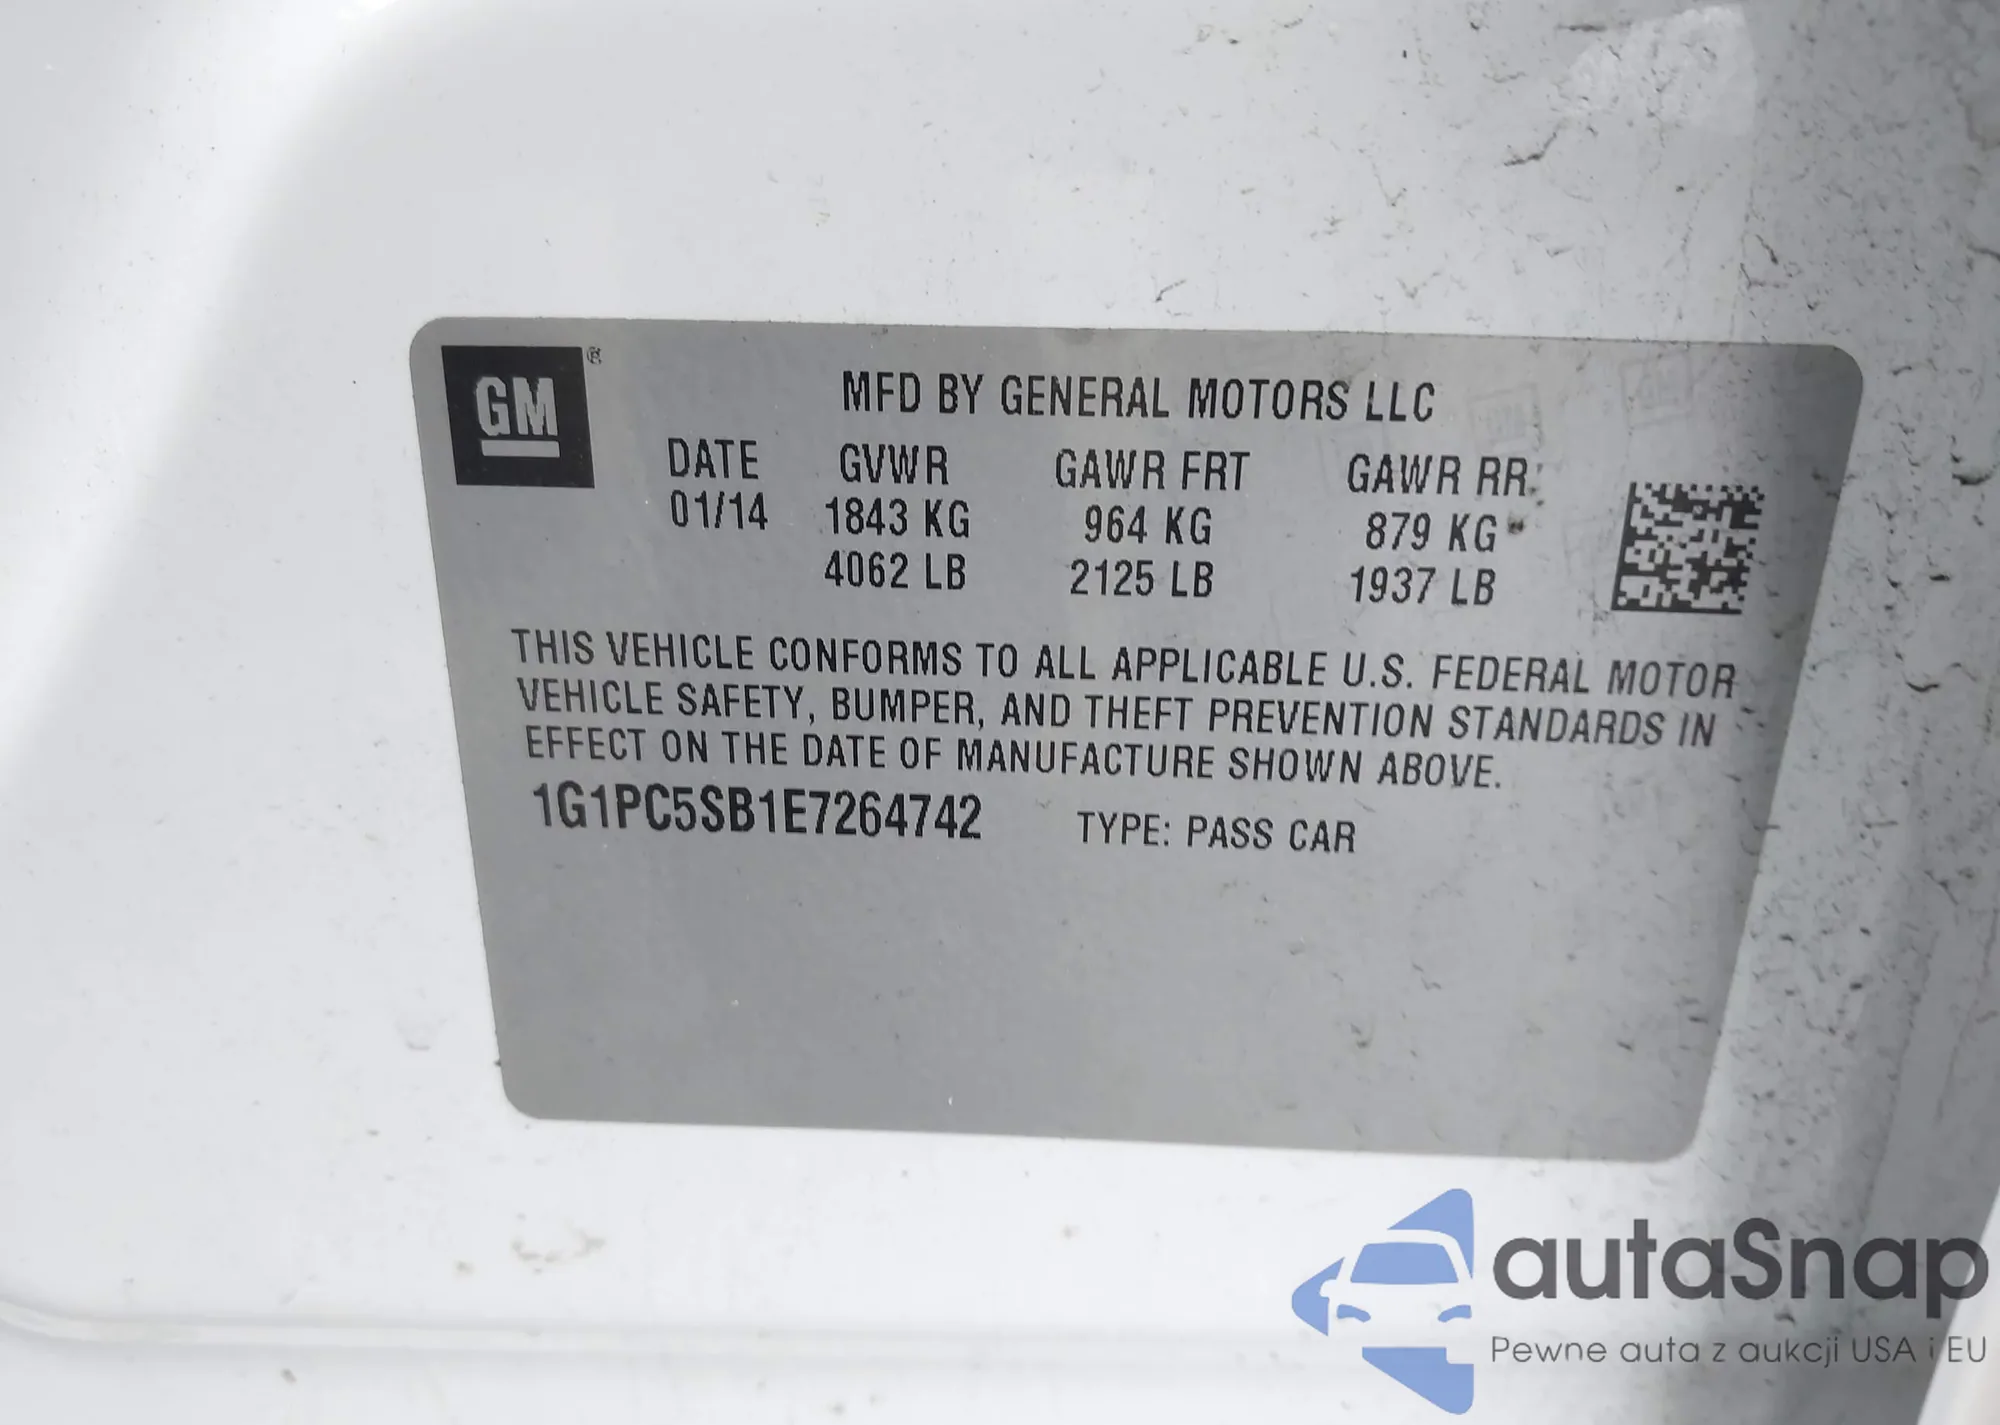 GM ®
MFD BY GENERAL MOTORS LLC
DATE GVWR GAWR FRT GAWR RR
01/14 1843 KG 964 KG 879 KG
4062 LB 2125 LB 1937 LB
THIS VEHICLE CONFORMS TO ALL APPLICABLE U.S. FEDERAL MOTOR
VEHICLE SAFETY, BUMPER, AND THEFT PREVENTION STANDARDS IN
EFFECT ON THE DATE OF MANUFACTURE SHOWN ABOVE.
1G1PC5SB1E7264742 TYPE: PASS CAR
autaSnap
Pewne auta z aukcji USA i EU